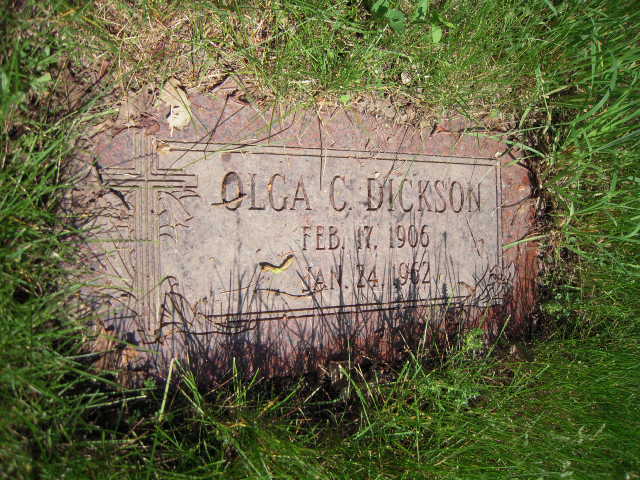 OLGA C. DICKSON
FEB. 17, 1906
JAN. 24, 1962